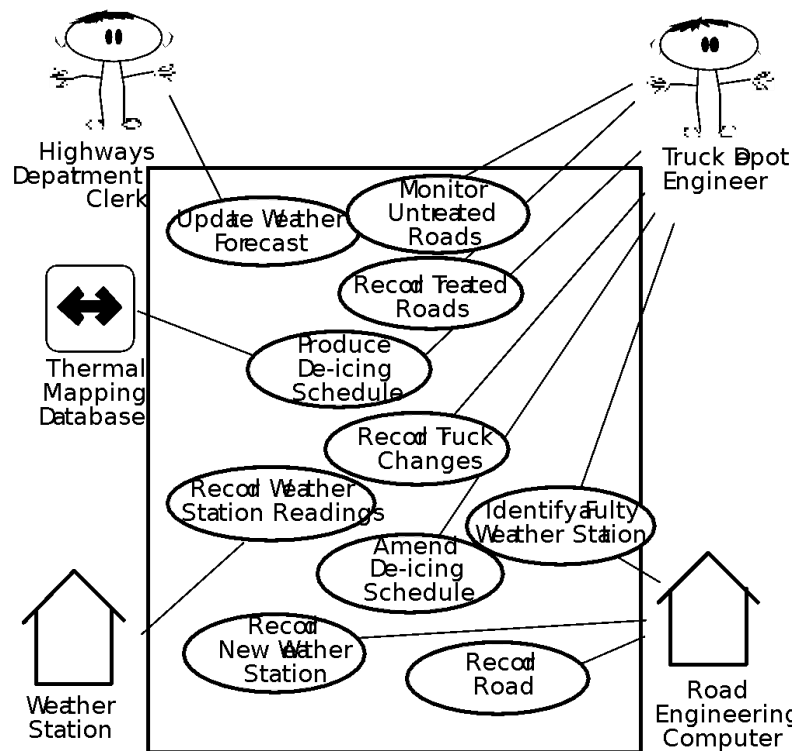 Highways
Department
Clerk
Truck Depot
Engineer
Monitor
Untreated
Roads
Update Weather
Forecast
Record Treated
Roads
Produce
De-icing
Schedule
Thermal
Mapping
Database
Record Truck
Changes
Record Weather
Station Readings
Identify Faulty
Weather Station
Amend
De-icing
Schedule
Record
New Weather
Station
Record
Road
Weather
Station
Road
Engineering
Computer